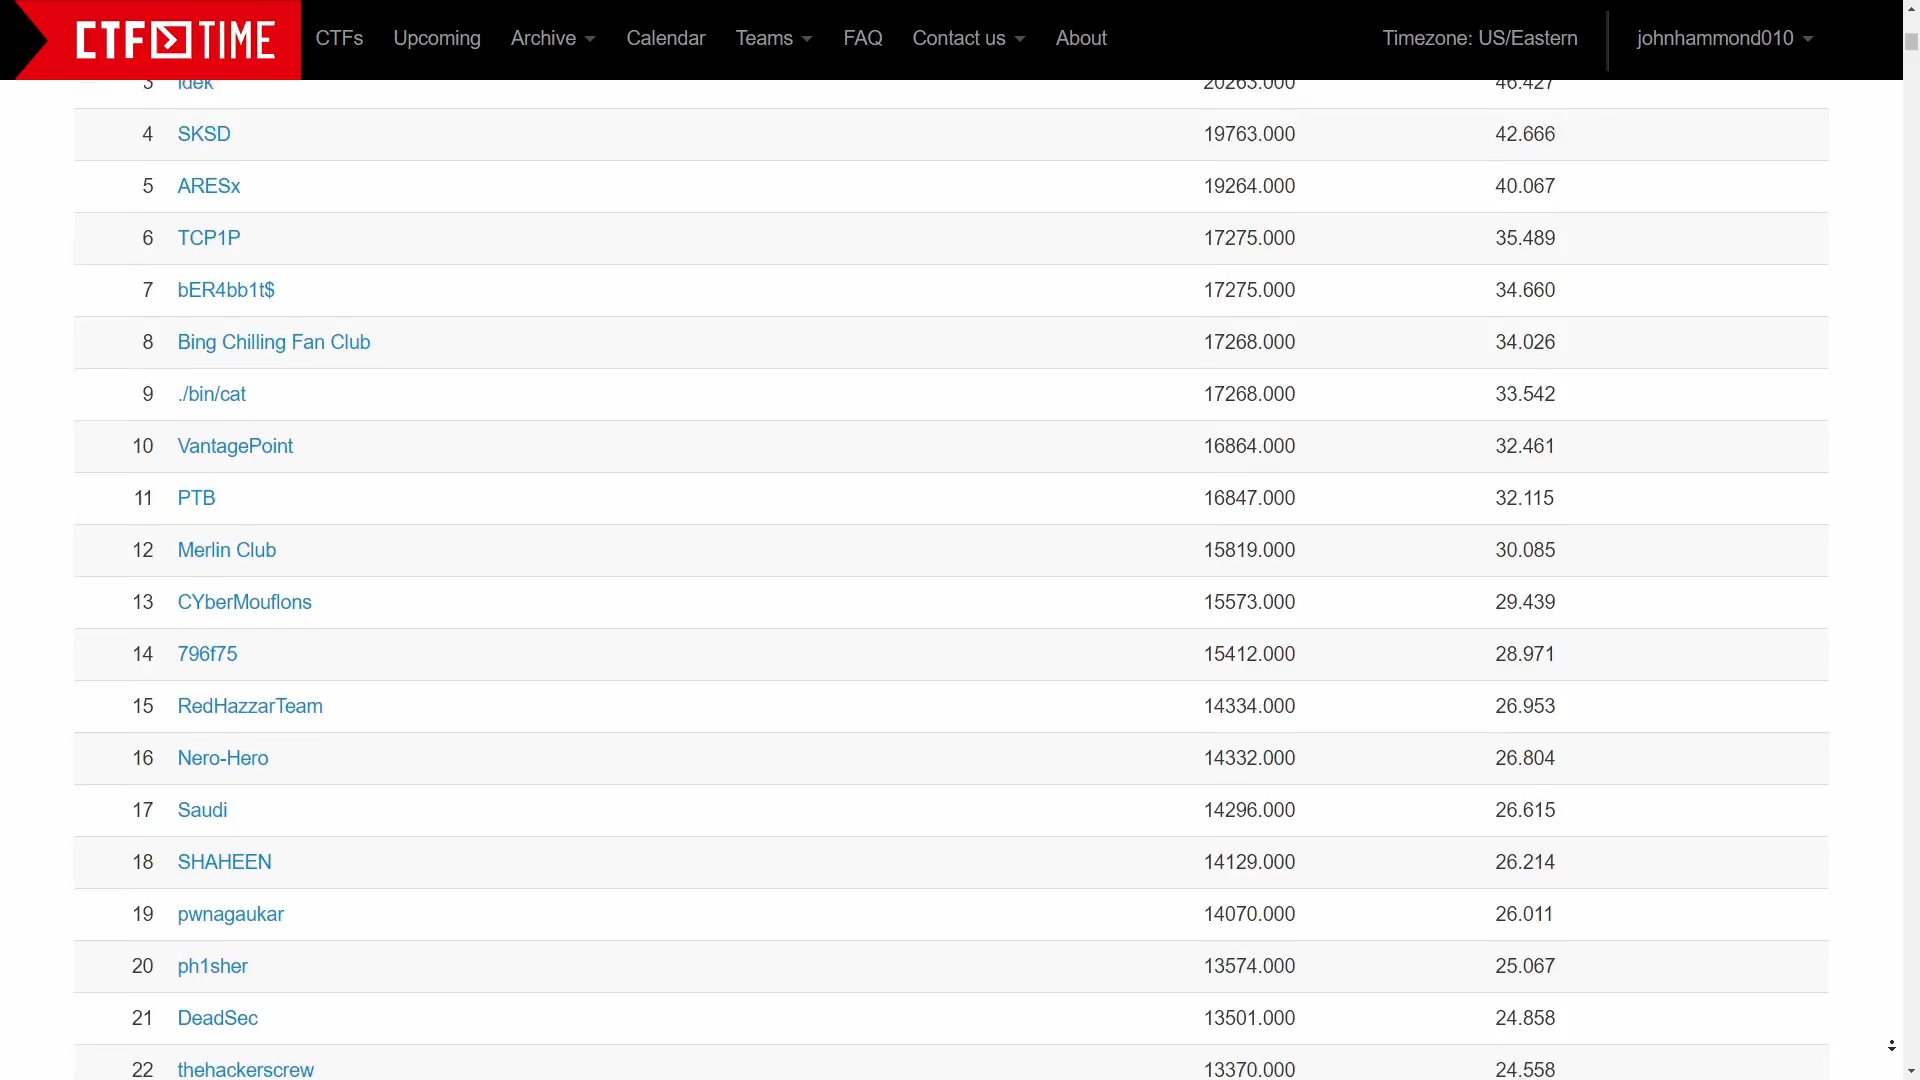 CTF TIME CTFs Upcoming Archive Calendar Teams FAQ Contact us About Timezone: US/Eastern johnhammond010
3 idek 20263.000 46.427
4 SKSD 19763.000 42.666
5 ARESx 19264.000 40.067
6 TCP1P 17275.000 35.489
7 bER4bb1t$ 17275.000 34.660
8 Bing Chilling Fan Club 17268.000 34.026
9 ./bin/cat 17268.000 33.542
10 VantagePoint 16864.000 32.461
11 PTB 16847.000 32.115
12 Merlin Club 15819.000 30.085
13 CYberMouflons 15573.000 29.439
14 796f75 15412.000 28.971
15 RedHazzarTeam 14334.000 26.953
16 Nero-Hero 14332.000 26.804
17 Saudi 14296.000 26.615
18 SHAHEEN 14129.000 26.214
19 pwnagaukar 14070.000 26.011
20 ph1sher 13574.000 25.067
21 DeadSec 13501.000 24.858
22 thehackerscrew 13370.000 24.558